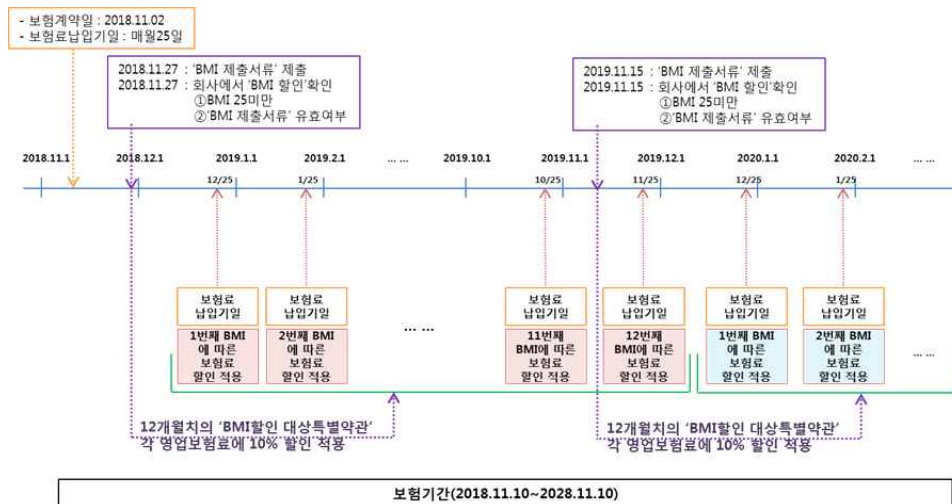 - 보험계약일 : 2018.11.02
- 보험료납입기일 : 매월25일
2018.11.27 : 'BMI 제출서류' 제출
2018.11.27 : 회사에서 'BMI 할인'확인
①BMI 25미만
②'BMI 제출서류' 유효여부
2019.11.15 : 'BMI 제출서류' 제출
2019.11.15 : 회사에서 'BMI 할인'확인
①BMI 25미만
②'BMI 제출서류' 유효여부
2018.11.1 2018.12.1 2019.1.1 2019.2.1 ... ... 2019.10.1 2019.11.1 2019.12.1 2020.1.1 2020.2.1 ... ...
12/25 1/25 10/25 11/25 12/25 1/25
보험료 보험료 보험료 보험료 보험료 보험료
납입기일 납입기일 납입기일 납입기일 납입기일 납입기일
... ...
1번째 BMI 2번째 BMI 11번째 12번째 1번째 BMI 2번째 BMI
에 따른 에 따른 BMI에 따른 BMI에 따른 에 따른 에 따른
보험료 보험료 보험료 보험료 보험료 보험료 ... ...
할인 적용 할인 적용 할인 적용 할인 적용 할인 적용 할인 적용
12개월치의 'BMI할인 대상특별약관'
각 영업보험료에 10% 할인 적용
12개월치의 'BMI할인 대상특별약관'
각 영업보험료에 10% 할인 적용
보험기간(2018.11.10~2028.11.10)